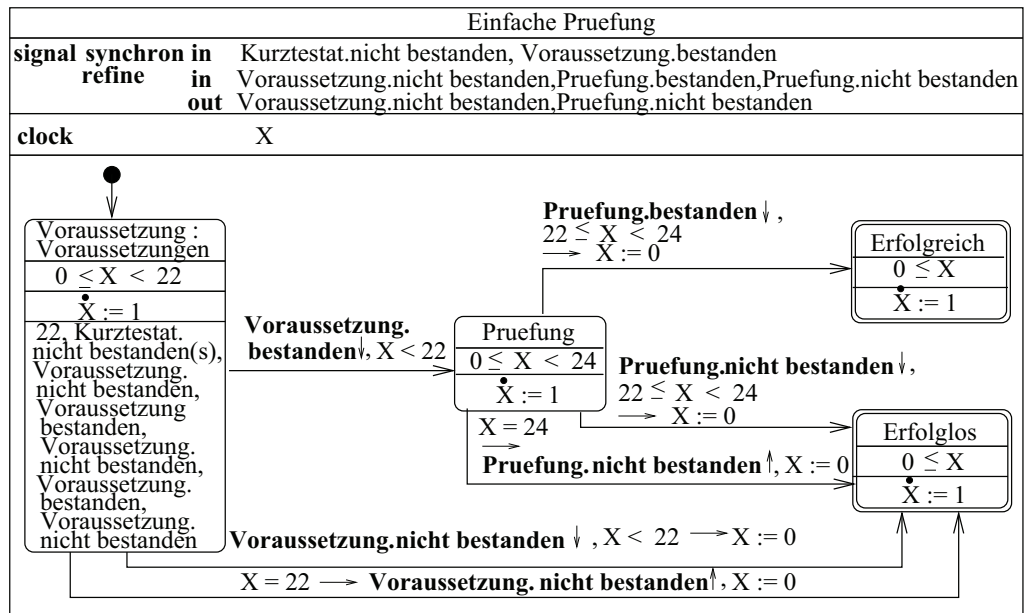 Einfache Pruefung
signal synchron in Kurztestat.nicht bestanden, Voraussetzung.bestanden
refine in Voraussetzung.nicht bestanden,Pruefung.bestanden,Pruefung.nicht bestanden
out Voraussetzung.nicht bestanden,Pruefung.nicht bestanden
clock X
Voraussetzung :
Voraussetzungen
0 ≤ X < 22
Ẋ := 1
22, Kurztestat.
nicht bestanden(s),
Voraussetzung.
nicht bestanden,
Voraussetzung
bestanden,
Voraussetzung.
nicht bestanden,
Voraussetzung.
bestanden,
Voraussetzung.
nicht bestanden
Voraussetzung.
bestanden↓, X < 22
Pruefung
0 ≤ X < 24
Ẋ := 1
Pruefung.bestanden↓,
22 ≤ X < 24
→ X := 0
Erfolgreich
0 ≤ X
Ẋ := 1
Pruefung.nicht bestanden↓,
22 ≤ X < 24
→ X := 0
X = 24
→
Pruefung.nicht bestanden↑, X := 0
Erfolglos
0 ≤ X
Ẋ := 1
Voraussetzung.nicht bestanden ↓, X < 22 → X := 0
X = 22 → Voraussetzung. nicht bestanden↑, X := 0